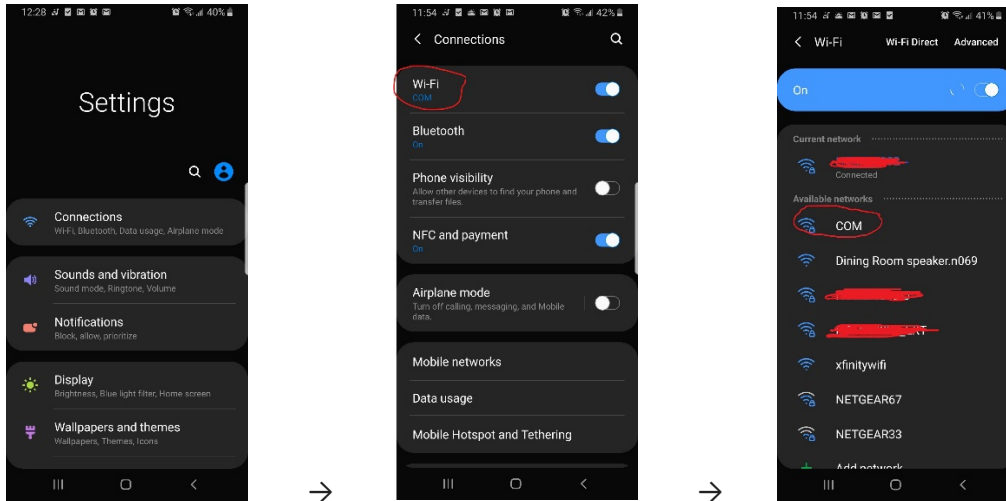 12:28 40%
Settings
Connections
Wi-Fi, Bluetooth, Data usage, Airplane mode
Sounds and vibration
Sound mode, Ringtone, Volume
Notifications
Block, allow, prioritize
Display
Brightness, Blue light filter, Home screen
Wallpapers and themes
Wallpapers, Themes, Icons
→
11:54 42%
Connections
Wi-Fi
COM
Bluetooth
On
Phone visibility
Allow other devices to find your phone and
transfer files.
NFC and payment
On
Airplane mode
Turn off calling, messaging, and Mobile
data.
Mobile networks
Data usage
Mobile Hotspot and Tethering
→
11:54 41%
Wi-Fi Wi-Fi Direct Advanced
On
Current network
Connected
Available networks
COM
Dining Room speaker.n069
xfinitywifi
NETGEAR67
NETGEAR33
Add network